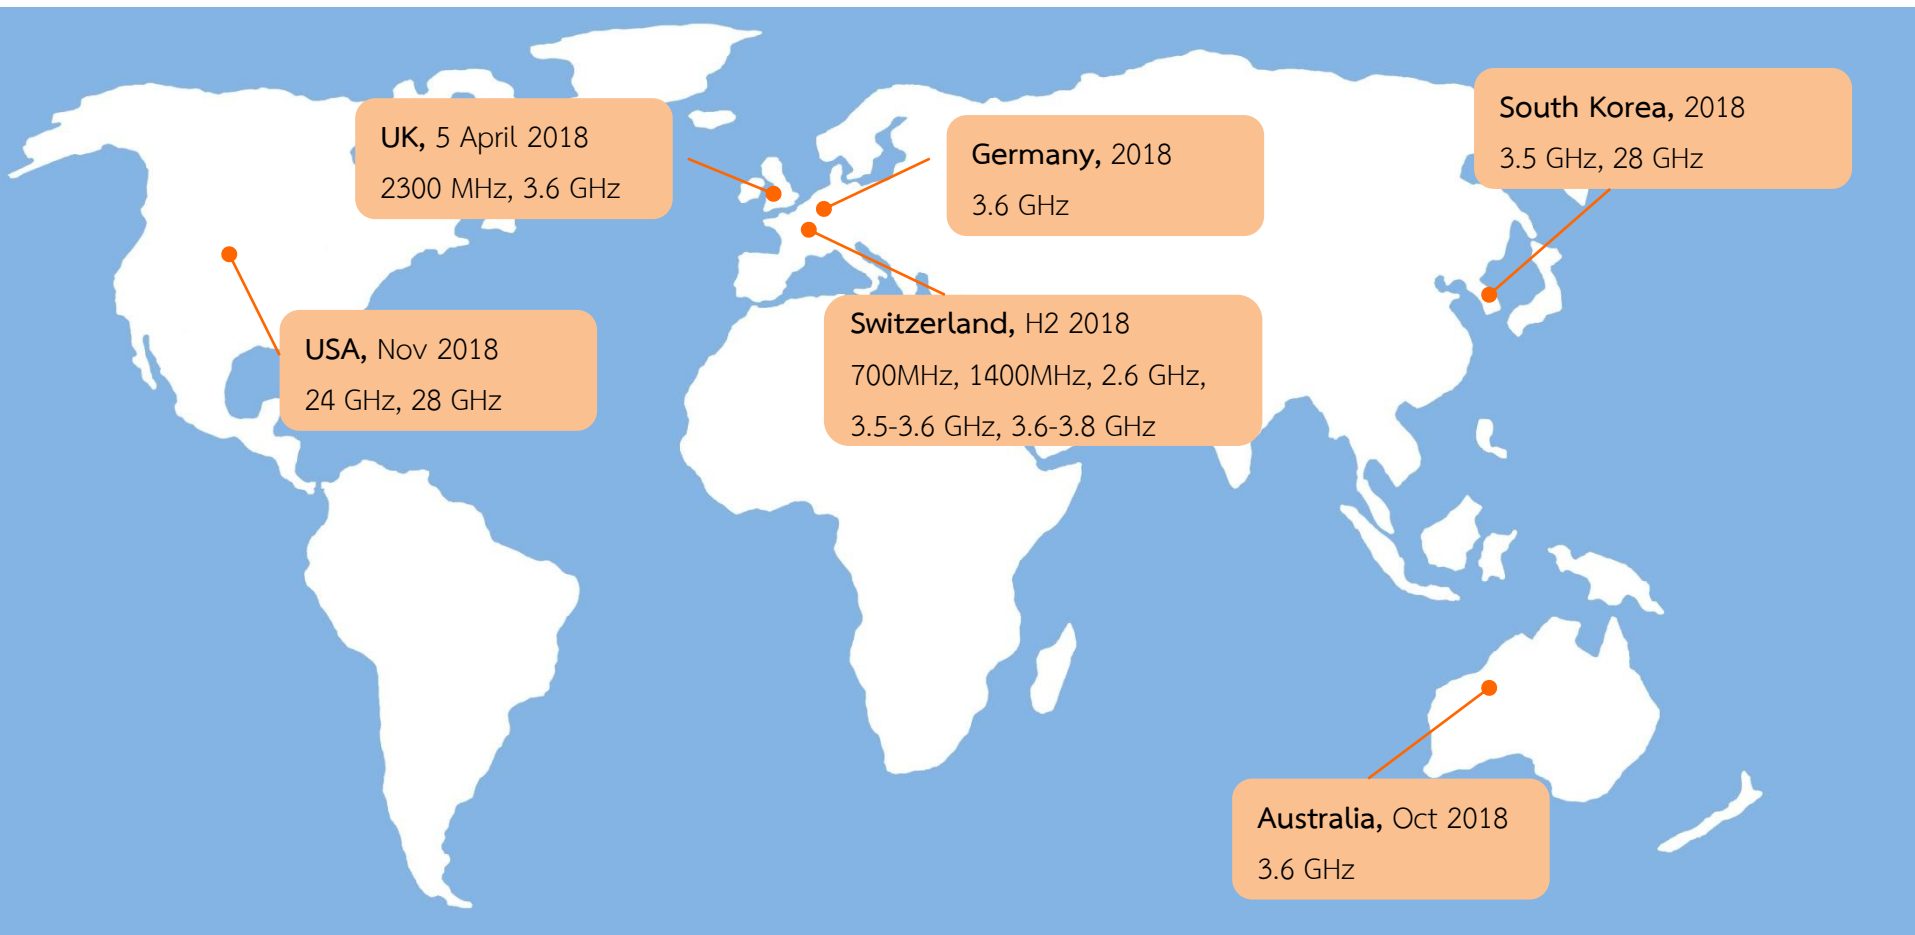 UK, 5 April 2018
2300 MHz, 3.6 GHz
Germany, 2018
3.6 GHz
South Korea, 2018
3.5 GHz, 28 GHz
USA, Nov 2018
24 GHz, 28 GHz
Switzerland, H2 2018
700MHz, 1400MHz, 2.6 GHz,
3.5-3.6 GHz, 3.6-3.8 GHz
Australia, Oct 2018
3.6 GHz